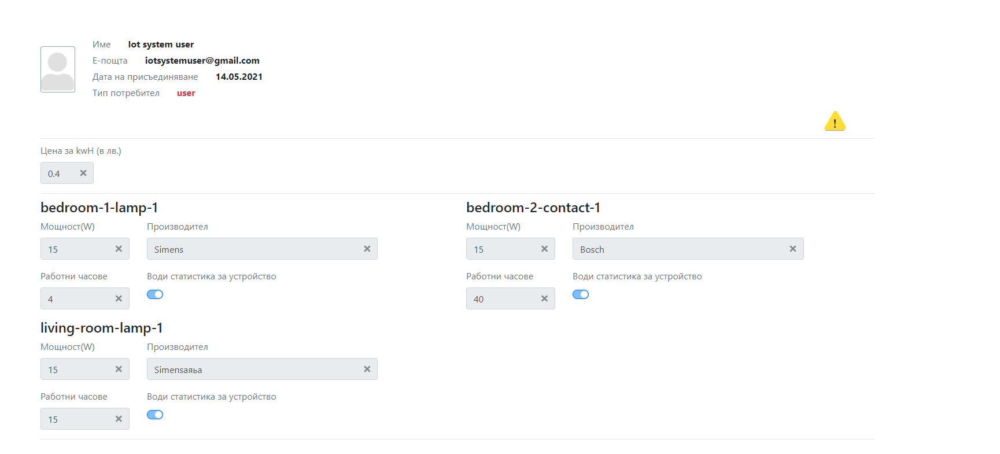 Име Iot system user
Е-пощта iotsystemuser@gmail.com
Дата на присъединяване 14.05.2021
Тип потребител user
Цена за kwH (в лв.)
0.4
bedroom-1-lamp-1
Мощност(W) Производител
15 Simens
Работни часове Води статистика за устройство
4
bedroom-2-contact-1
Мощност(W) Производител
15 Bosch
Работни часове Води статистика за устройство
40
living-room-lamp-1
Мощност(W) Производител
15 Simensаяьа
Работни часове Води статистика за устройство
15